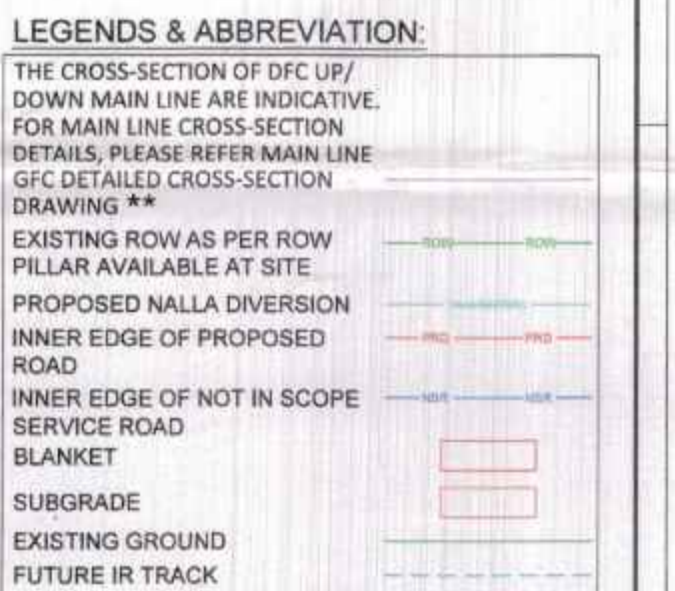 LEGENDS & ABBREVIATION:
THE CROSS-SECTION OF DFC UP/
DOWN MAIN LINE ARE INDICATIVE.
FOR MAIN LINE CROSS-SECTION
DETAILS, PLEASE REFER MAIN LINE
GFC DETAILED CROSS-SECTION
DRAWING **
EXISTING ROW AS PER ROW
PILLAR AVAILABLE AT SITE
ROW ROW
PROPOSED NALLA DIVERSION
INNER EDGE OF PROPOSED
ROAD
PRD PRD
INNER EDGE OF NOT IN SCOPE
SERVICE ROAD
BLANKET
SUBGRADE
EXISTING GROUND
FUTURE IR TRACK